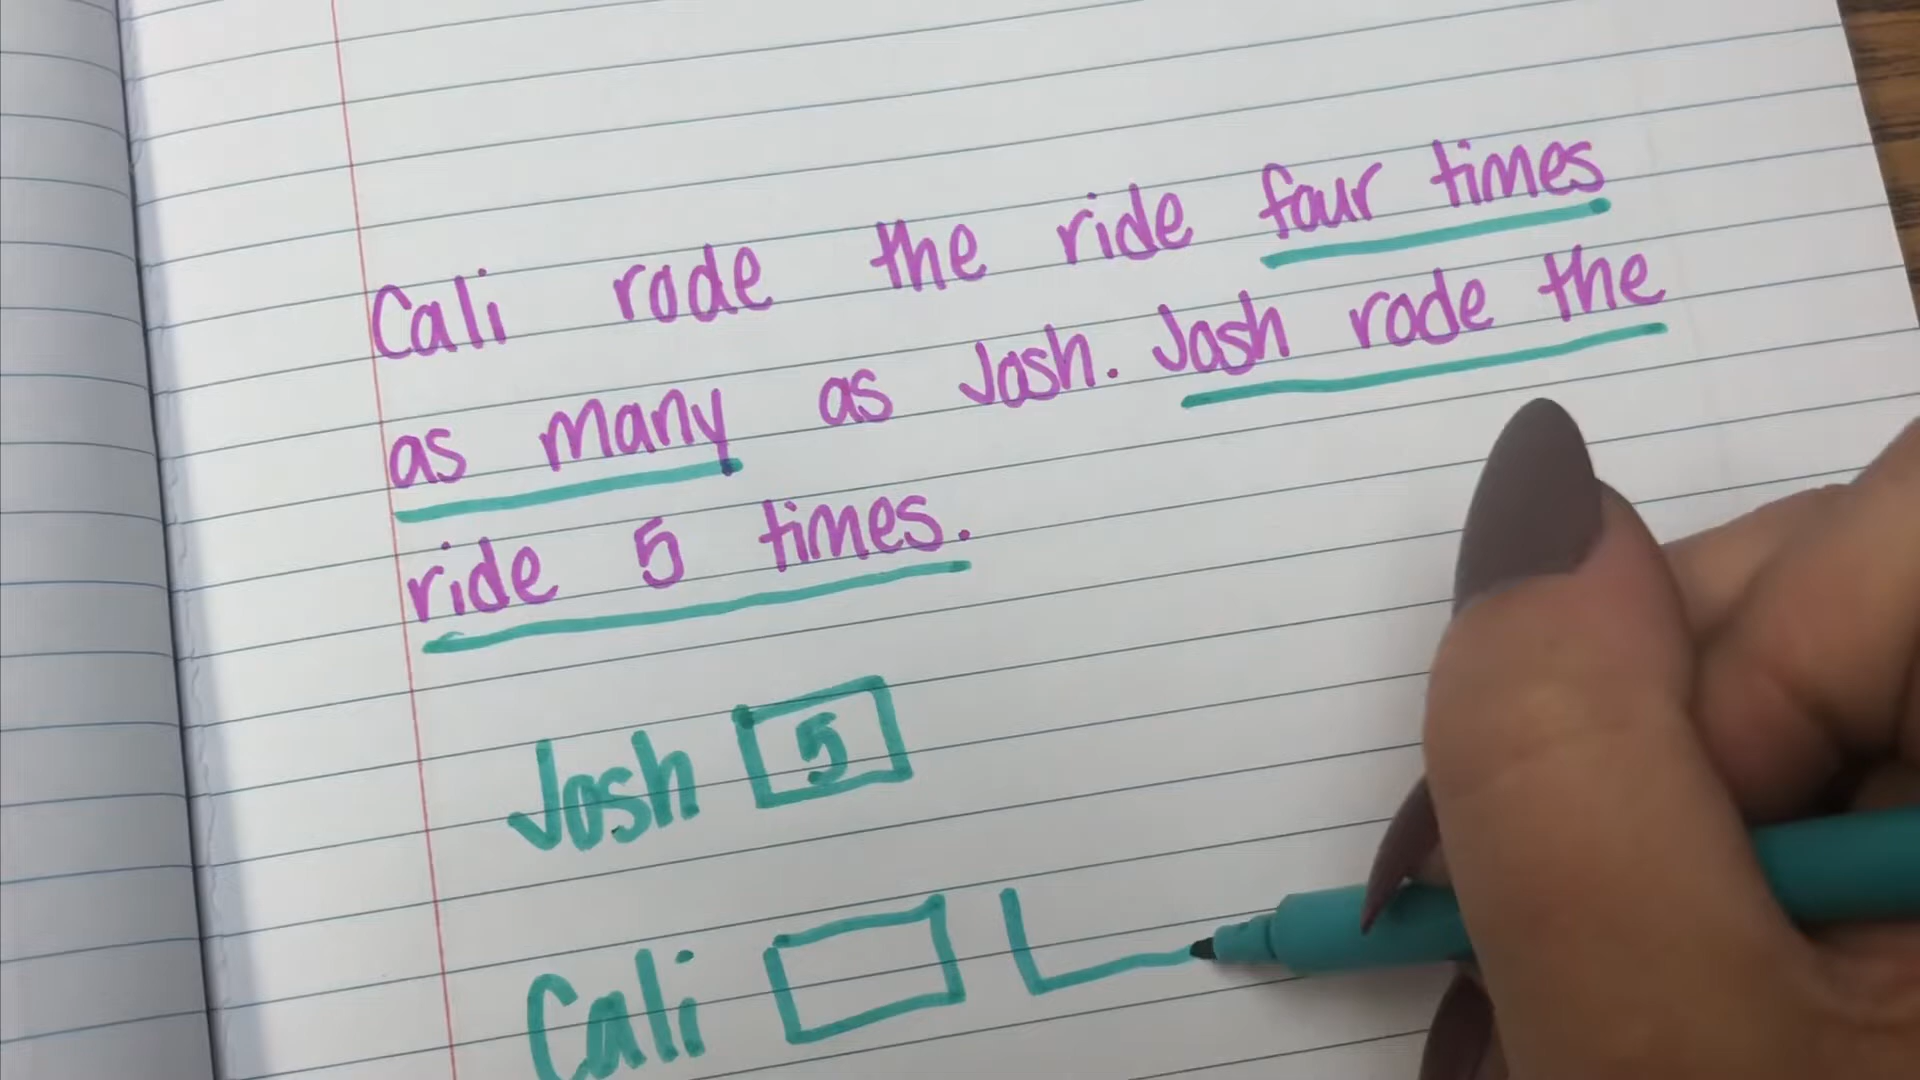 Cali rode the ride four times
as many as Josh. Josh rode the
ride 5 times.
Josh 5
Cali